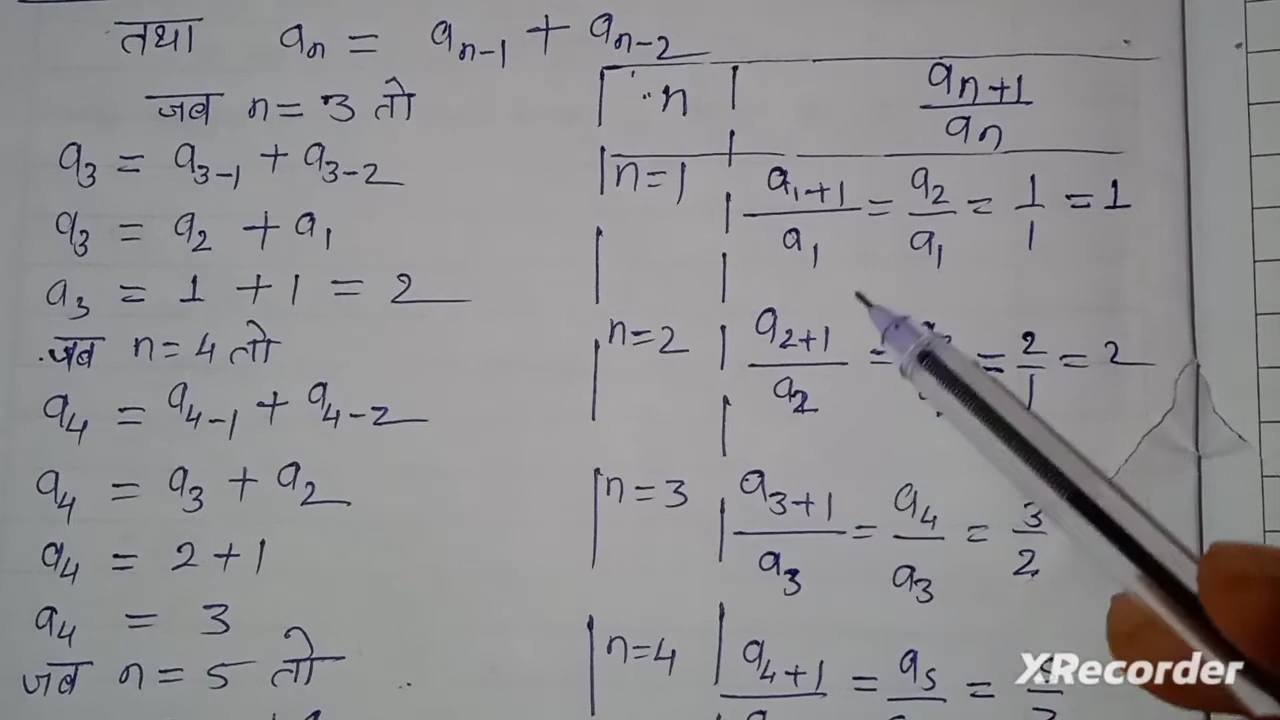 तथा aₙ = aₙ₋₁ + aₙ₋₂
जब n = 3 तो
a₃ = a₃₋₁ + a₃₋₂
a₃ = a₂ + a₁
a₃ = 1 + 1 = 2
जब n = 4 तो
a₄ = a₄₋₁ + a₄₋₂
a₄ = a₃ + a₂
a₄ = 2 + 1
a₄ = 3
जब n = 5 तो
n | aₙ₊₁/aₙ
n=1 | a₁₊₁/a₁ = a₂/a₁ = 1/1 = 1
n=2 | a₂₊₁/a₂ = = 2/1 = 2
n=3 | a₃₊₁/a₃ = a₄/a₃ = 3/2
n=4 | a₄₊₁ = a₅ =
XRecorder